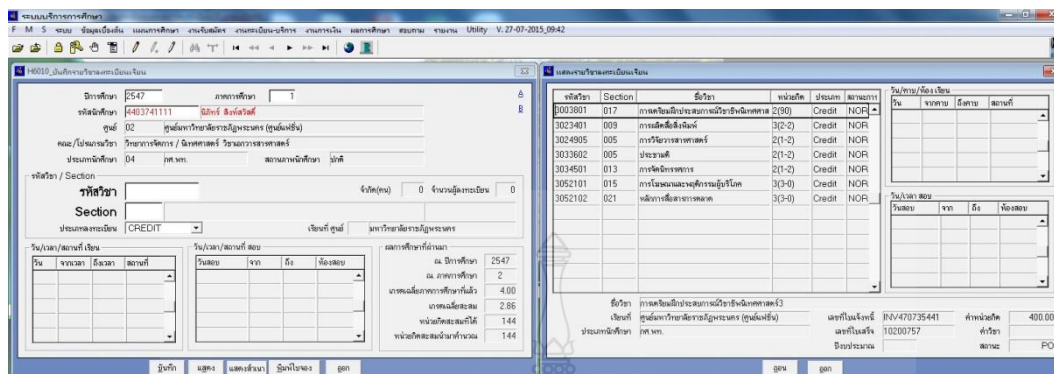 ระบบบริการการศึกษา
F M S ระบบ ข้อมูลเบื้องต้น แผนการศึกษา งานรับสมัคร งานทะเบียน-บริการ งานการเงิน ผลการศึกษา สอบถาม รายงาน Utility V. 27-07-2015_09:42
H6010_บันทึกรายวิชาลงทะเบียนเรียน
ปีการศึกษา 2547 ภาคการศึกษา 1
A
รหัสนักศึกษา 4403741111 นิภัทร์ สิงห์สวัสดิ์
B
ศูนย์ 02 ศูนย์มหาวิทยาลัยราชภัฏพระนคร (ศูนย์แฟชั่น)
คณะ/โปรแกรมวิชา วิทยาการจัดการ / นิเทศศาสตร์ วิชาเอกวารสารศาสตร์
ประเภทนักศึกษา 04 กศ.พท. สถานภาพนักศึกษา ปกติ
รหัสวิชา / Section
รหัสวิชา จำกัด(คน) 0 จำนวนผู้ลงทะเบียน 0
Section
ประเภทลงทะเบียน CREDIT เรียนที่ ศูนย์ มหาวิทยาลัยราชภัฏพระนคร
วัน/เวลา/สถานที่ เรียน
วัน จากเวลา ถึงเวลา สถานที่
วัน/เวลา/สถานที่ สอบ
วันสอบ จาก ถึง ห้องสอบ
ผลการศึกษาที่ผ่านมา
ณ. ปีการศึกษา 2547
ณ. ภาคการศึกษา 2
เกรดเฉลี่ยภาคการศึกษาที่แล้ว 4.00
เกรดเฉลี่ยสะสม 2.86
หน่วยกิตสะสมที่ได้ 144
หน่วยกิตสะสมนำมาคำนวณ 144
บันทึก แสดง แสดงสำเนา พิมพ์ใบจอง ออก
แสดงรายวิชาลงทะเบียนเรียน
รหัสวิชา Section ชื่อวิชา หน่วยกิต ประเภท สถานะการ
3003801 017 การเตรียมฝึกประสบการณ์วิชาชีพนิเทศศาส 2(90) Credit NOR
3023401 009 การผลิตสื่อสิ่งพิมพ์ 3(2-2) Credit NOR
3024905 005 การวิจัยวารสารศาสตร์ 2(1-2) Credit NOR
3033602 005 ประชามติ 2(1-2) Credit NOR
3034501 013 การจัดนิทรรศการ 2(1-2) Credit NOR
3052101 015 การโฆษณาและพฤติกรรมผู้บริโภค 3(3-0) Credit NOR
3052102 021 หลักการสื่อสารการตลาด 3(3-0) Credit NOR
วัน/คาบ/ห้อง เรียน
วัน จากคาบ ถึงคาบ สถานที่
วัน/เวลา สอบ
วันสอบ จาก ถึง ห้องสอบ
ชื่อวิชา การเตรียมฝึกประสบการณ์วิชาชีพนิเทศศาสตร์3
เรียนที่ ศูนย์มหาวิทยาลัยราชภัฏพระนคร (ศูนย์แฟชั่น) เลขที่ใบแจ้งหนี้ INV470735441 ค่าหน่วยกิต 400.00
ประเภทนักศึกษา กศ.พท. เลขที่ใบเสร็จ 10200757 ค่าวิชา
ปีงบประมาณ สถานะ PO
ถอน ออก